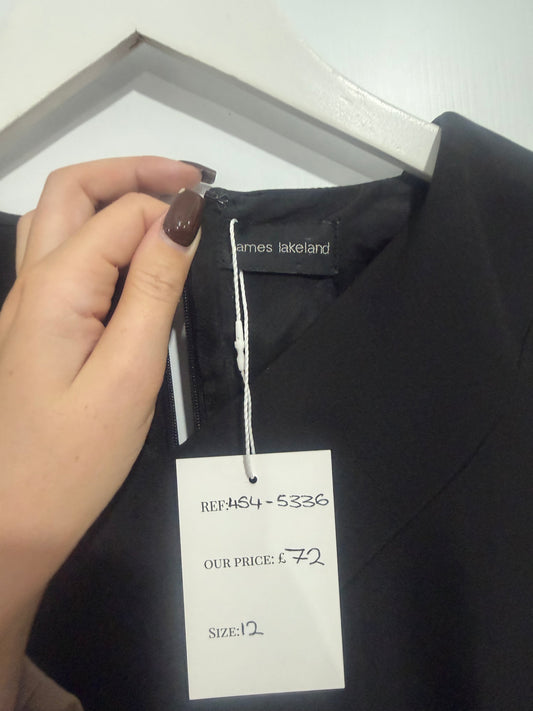 ames lakeland
REF:454-5336
OUR PRICE: £72
SIZE:12